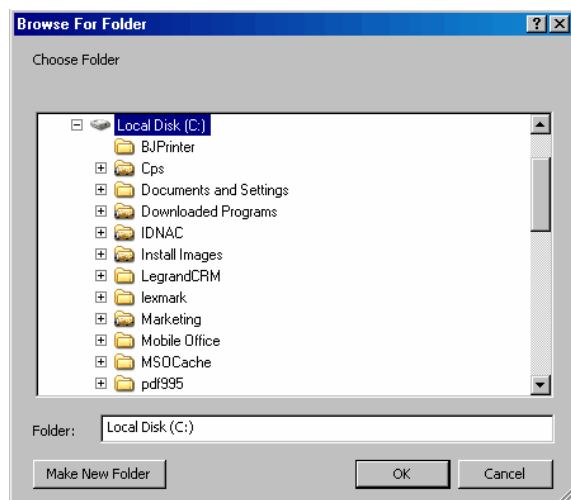 Browse For Folder
Choose Folder
Local Disk (C:)
BJPrinter
Cps
Documents and Settings
Downloaded Programs
IDNAC
Install Images
LegrandCRM
lexmark
Marketing
Mobile Office
MSOCache
pdf995
Folder: Local Disk (C:)
Make New Folder OK Cancel